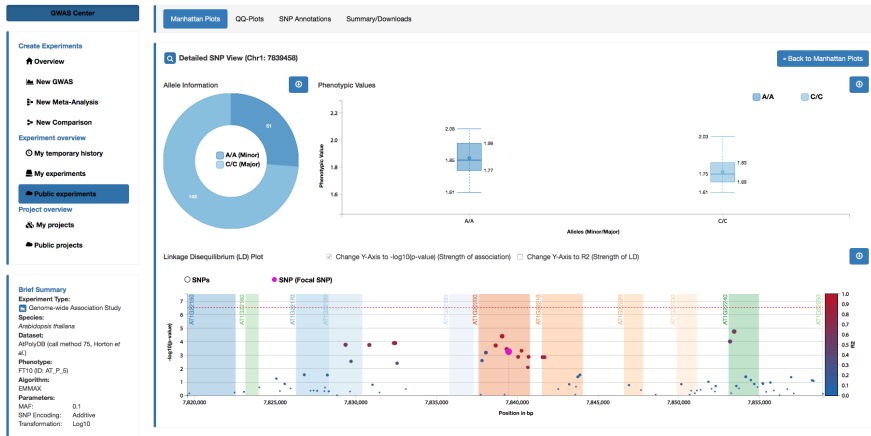 GWAS Center
Manhattan Plots QQ-Plots SNP Annotations Summary/Downloads
Create Experiments
Overview
New GWAS
New Meta-Analysis
New Comparison
Experiment overview
My temporary history
My experiments
Public experiments
Project overview
My projects
Public projects
Brief Summary
Experiment Type:
Genome-wide Association Study
Species:
Arabidopsis thaliana
Dataset:
AtPolyDB (call method 75, Horton et
al.)
Phenotype:
FT10 (ID: AT_P_5)
Algorithm:
EMMAX
Parameters:
MAF: 0.1
SNP Encoding: Additive
Transformation: Log10
Detailed SNP View (Chr1: 7839458)
« Back to Manhattan Plots
Allele Information
51
A/A (Minor)
C/C (Major)
Phenotypic Values
A/A C/C
Phenotypic Value
2.2
2.0
1.8
1.6
2.08
1.85
1.77
1.61
2.03
1.83
1.61
A/A C/C
Alleles (Minor/Major)
Linkage Disequilibrium (LD) Plot
Change Y-Axis to -log10(p-value) (Strength of association) Change Y-Axis to R2 (Strength of LD)
SNPs SNP (Focal SNP)
-log10(p-value)
7
6
5
4
3
2
1
0
AT1G22160
AT1G22180
AT1G22170
AT1G22200
AT1G22210
AT1G22240
7,820,000 7,825,000 7,830,000 7,835,000 7,840,000 7,845,000 7,850,000 7,855,000
Position in bp
1.0
0.9
0.8
0.7
0.6
0.5
0.4
0.3
0.2
0.1
0.0
R2